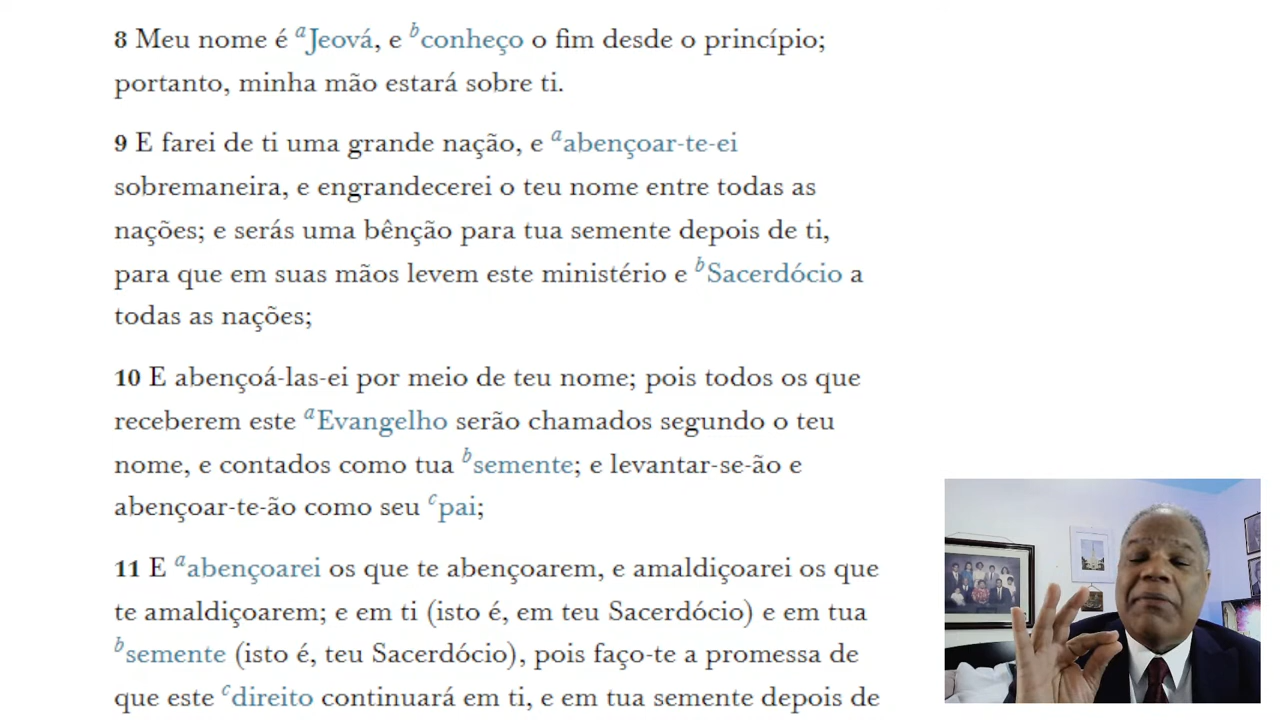 8 Meu nome é aJeová, e bconheço o fim desde o princípio;
portanto, minha mão estará sobre ti.
9 E farei de ti uma grande nação, e aabençoar-te-ei
sobremaneira, e engrandecerei o teu nome entre todas as
nações; e serás uma bênção para tua semente depois de ti,
para que em suas mãos levem este ministério e bSacerdócio a
todas as nações;
10 E abençoá-las-ei por meio de teu nome; pois todos os que
receberem este aEvangelho serão chamados segundo o teu
nome, e contados como tua bsemente; e levantar-se-ão e
abençoar-te-ão como seu cpai;
11 E aabençoarei os que te abençoarem, e amaldiçoarei os que
te amaldiçoarem; e em ti (isto é, em teu Sacerdócio) e em tua
bsemente (isto é, teu Sacerdócio), pois faço-te a promessa de
que este cdireito continuará em ti, e em tua semente depois de